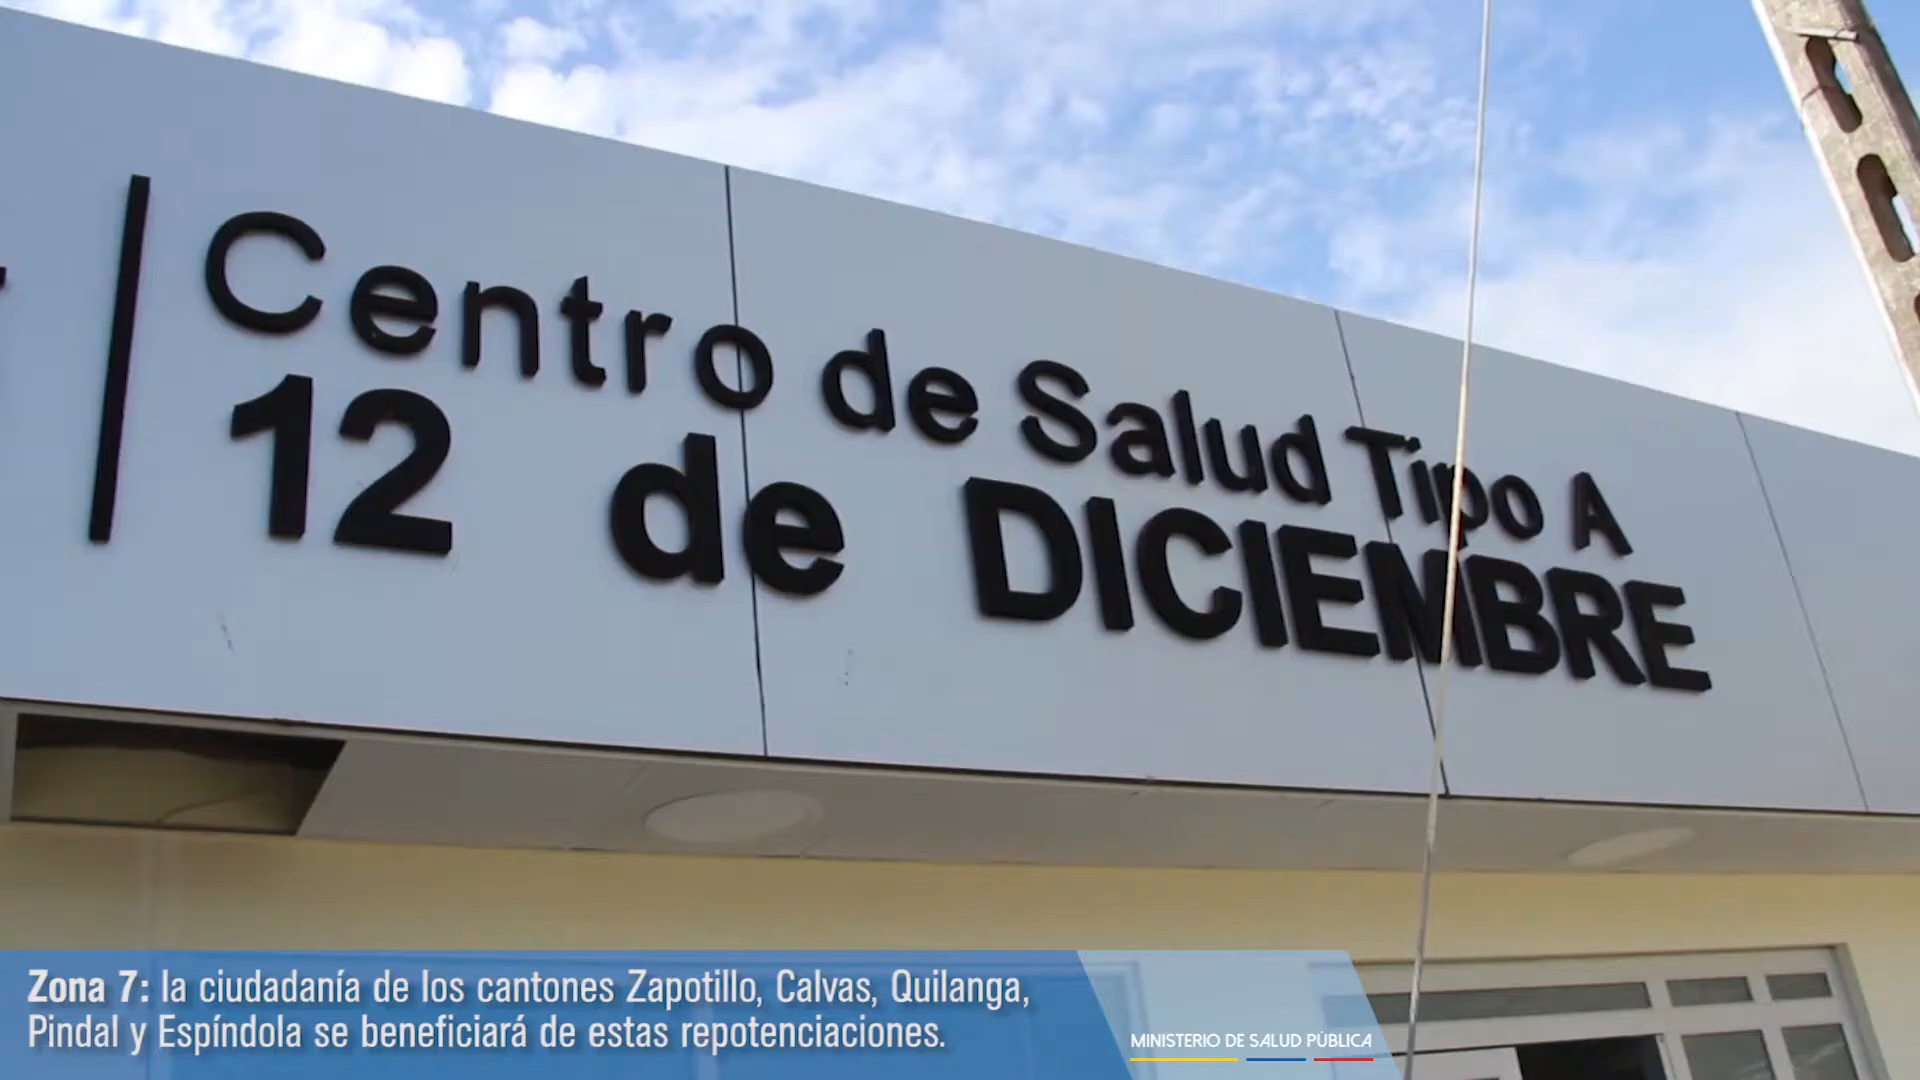 Centro de Salud Tipo A
12 de DICIEMBRE
Zona 7: la ciudadanía de los cantones Zapotillo, Calvas, Quilanga,
Pindal y Espíndola se beneficiará de estas repotenciaciones.
MINISTERIO DE SALUD PÚBLICA